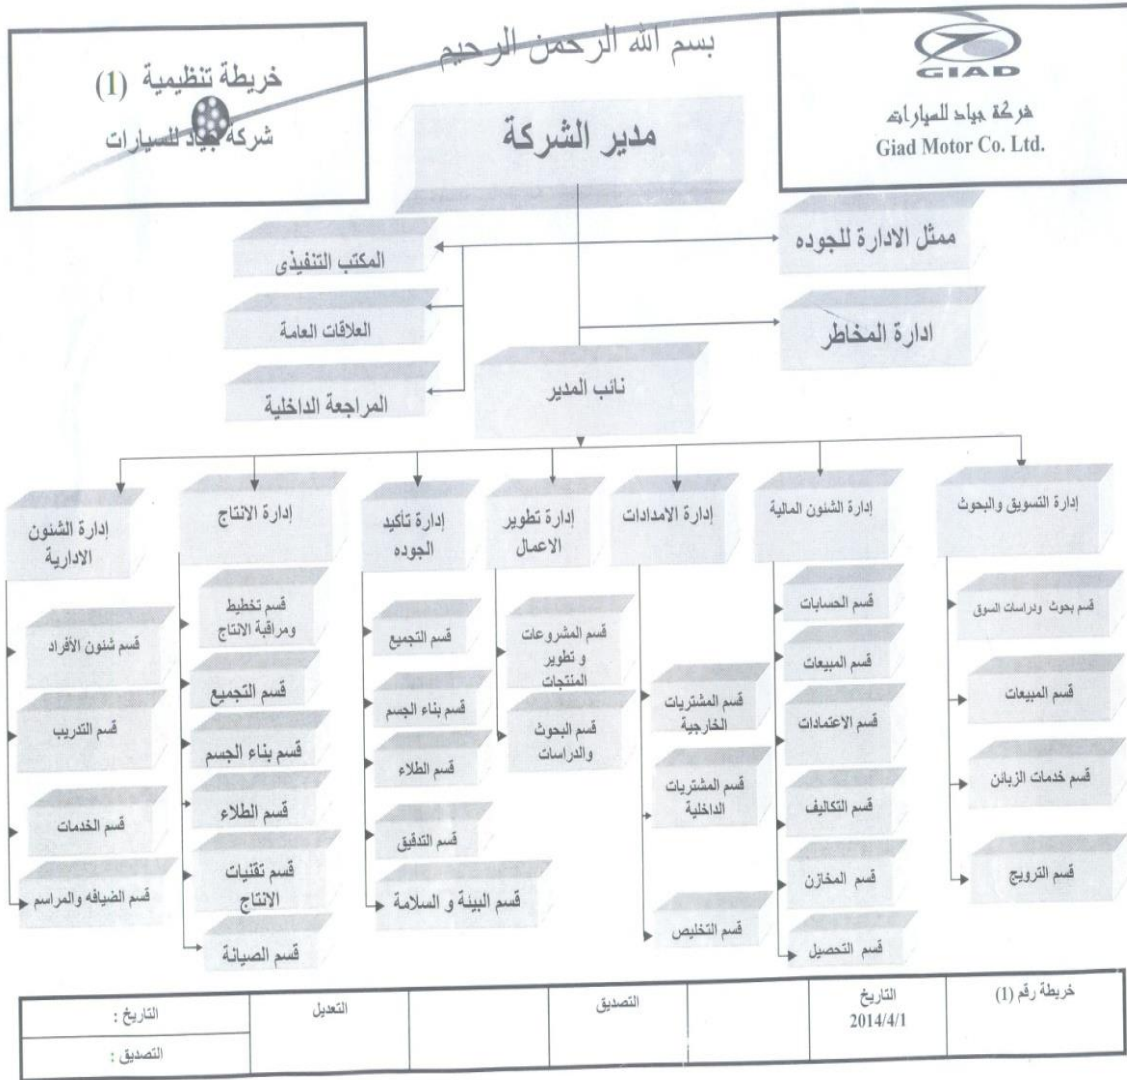 بسم الله الرحمن الرحيم
GIAD
شركة جياد للسيارات
Giad Motor Co. Ltd.
خريطة تنظيمية (1)
شركة جياد للسيارات
مدير الشركة
ممثل الادارة للجوده
المكتب التنفيذى
العلاقات العامة
ادارة المخاطر
المراجعة الداخلية
نائب المدير
إدارة التسويق والبحوث
قسم بحوث ودراسات السوق
قسم المبيعات
قسم خدمات الزبائن
قسم الترويج
إدارة الشئون المالية
قسم الحسابات
قسم المبيعات
قسم الاعتمادات
قسم التكاليف
قسم المخازن
قسم التحصيل
إدارة الامدادات
قسم المشتريات
الخارجية
قسم المشتريات
الداخلية
قسم التخليص
إدارة تطوير
الاعمال
قسم المشروعات
و تطوير
المنتجات
قسم البحوث
والدراسات
إدارة تأكيد
الجوده
قسم التجميع
قسم بناء الجسم
قسم الطلاء
قسم التدقيق
قسم البيئة و السلامة
إدارة الانتاج
قسم تخطيط
ومراقبة الانتاج
قسم التجميع
قسم بناء الجسم
قسم الطلاء
قسم تقنيات
الانتاج
قسم الصيانة
إدارة الشئون
الادارية
قسم شئون الأفراد
قسم التدريب
قسم الخدمات
قسم الضيافه والمراسم
خريطة رقم (1)
التاريخ
2014/4/1
التصديق
التعديل
التاريخ :
التصديق :